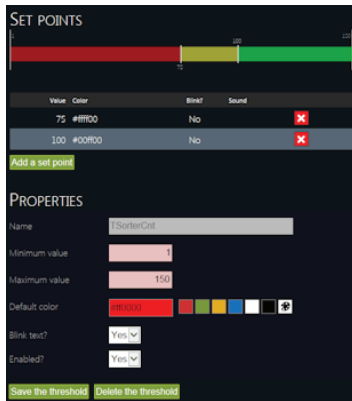 SET POINTS
1 100 150
75
Value Color Blink? Sound
75 #ffff00 No
100 #00ff00 No
Add a set point
PROPERTIES
Name TSorterCnt
Minimum value 1
Maximum value 150
Default color #ff0000
Blink text? Yes
Enabled? Yes
Save the threshold Delete the threshold